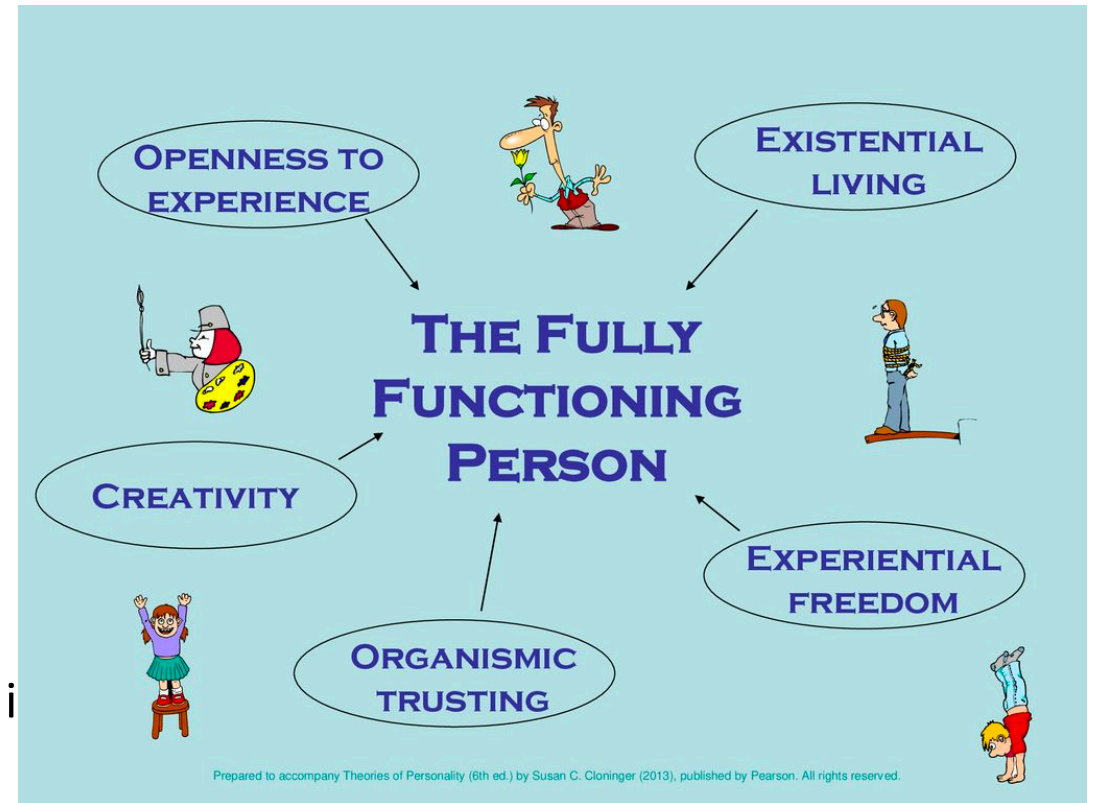 OPENNESS TO
EXPERIENCE
EXISTENTIAL
LIVING
THE FULLY
FUNCTIONING
PERSON
CREATIVITY
EXPERIENTIAL
FREEDOM
ORGANISMIC
TRUSTING
i
Prepared to accompany Theories of Personality (6th ed.) by Susan C. Cloninger (2013), published by Pearson. All rights reserved.